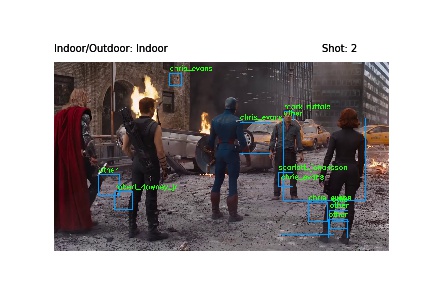 Indoor/Outdoor: Indoor
Shot: 2
chris_evans
mark_ruffalo
other
chris_evans
scarlett_johansson
chris_evans
other
robert_downey_jr
chris_evans
other
other